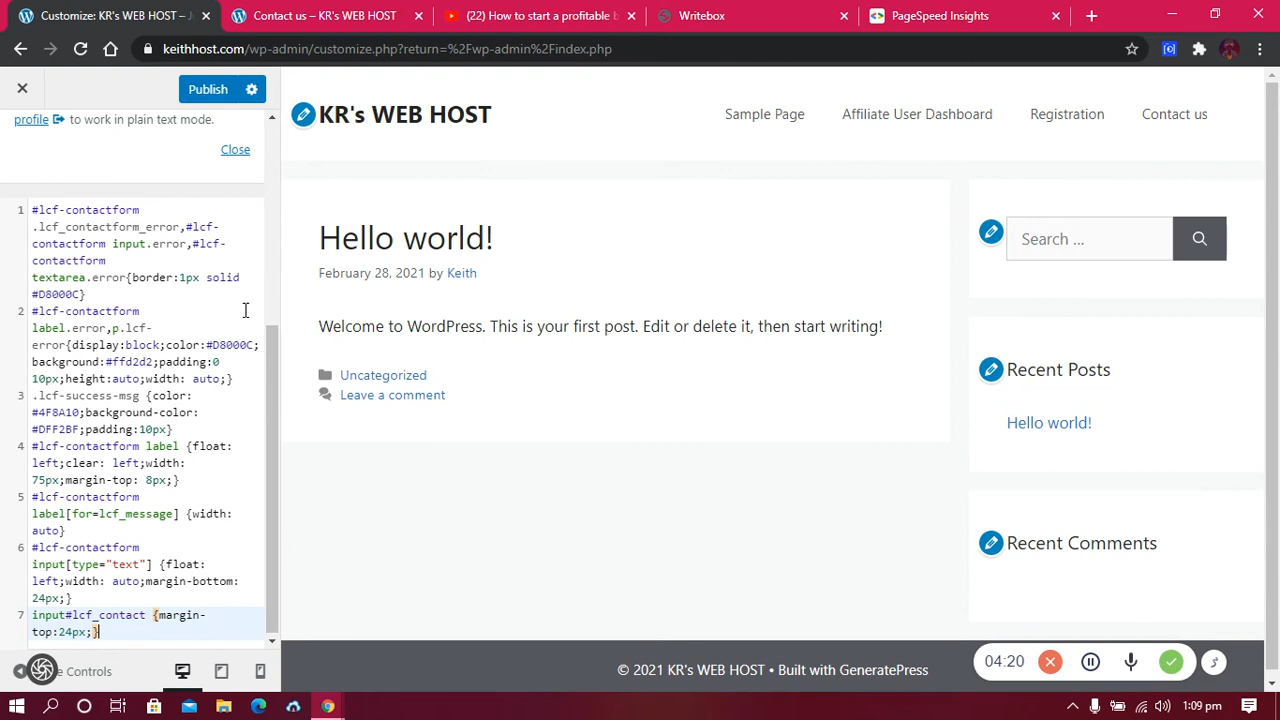 Customize: KR's WEB HOST – J
Contact us – KR's WEB HOST
(22) How to start a profitable b
Writebox
PageSpeed Insights
keithhost.com/wp-admin/customize.php?return=%2Fwp-admin%2Findex.php
Publish
profile to work in plain text mode.
Close
1 #lcf-contactform
.lcf_contactform_error,#lcf-
contactform input.error,#lcf-
contactform
textarea.error{border:1px solid
#D8000C}
2 #lcf-contactform
label.error,p.lcf-
error{display:block;color:#D8000C;
background:#ffd2d2;padding:0
10px;height:auto;width: auto;}
3 .lcf-success-msg {color:
#4F8A10;background-color:
#DFF2BF;padding:10px}
4 #lcf-contactform label {float:
left;clear: left;width:
75px;margin-top: 8px;}
5 #lcf-contactform
label[for=lcf_message] {width:
auto}
6 #lcf-contactform
input[type="text"] {float:
left;width: auto;margin-bottom:
24px;}
7 input#lcf_contact {margin-
top:24px;}
e Controls
KR's WEB HOST
Sample Page
Affiliate User Dashboard
Registration
Contact us
Hello world!
February 28, 2021 by Keith
Welcome to WordPress. This is your first post. Edit or delete it, then start writing!
Uncategorized
Leave a comment
Search ...
Recent Posts
Hello world!
Recent Comments
© 2021 KR's WEB HOST • Built with GeneratePress
04:20
1:09 pm